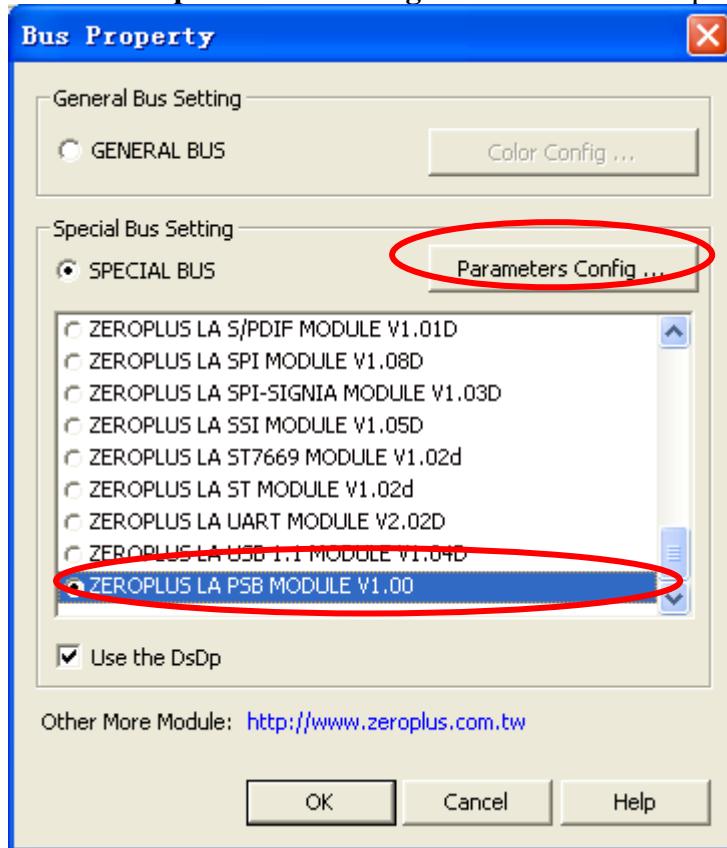 Bus Property
General Bus Setting
GENERAL BUS
Color Config ...
Special Bus Setting
SPECIAL BUS
Parameters Config ...
ZEROPLUS LA S/PDIF MODULE V1.01D
ZEROPLUS LA SPI MODULE V1.08D
ZEROPLUS LA SPI-SIGNIA MODULE V1.03D
ZEROPLUS LA SSI MODULE V1.05D
ZEROPLUS LA ST7669 MODULE V1.02d
ZEROPLUS LA ST MODULE V1.02d
ZEROPLUS LA UART MODULE V2.02D
ZEROPLUS LA USB 1.1 MODULE V1.04D
ZEROPLUS LA PSB MODULE V1.00
Use the DsDp
Other More Module: http://www.zeroplus.com.tw
OK
Cancel
Help